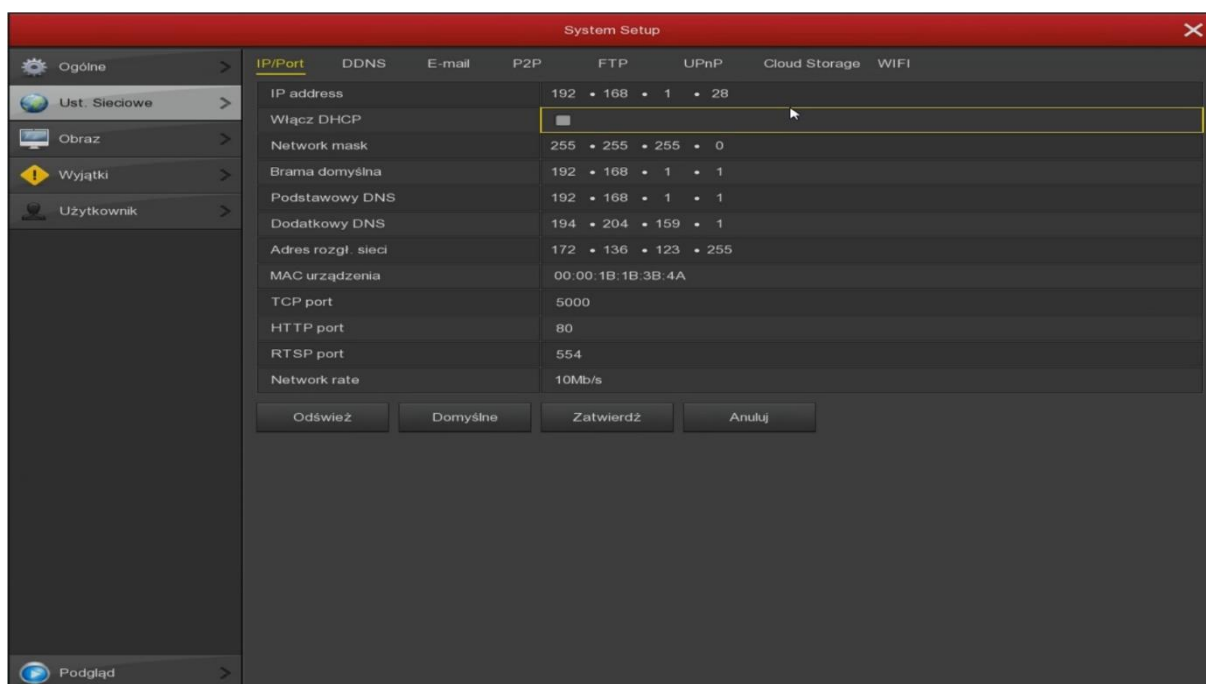 System Setup
Ogólne
Ust. Sieciowe
Obraz
Wyjątki
Użytkownik
Podgląd
IP/Port DDNS E-mail P2P FTP UPnP Cloud Storage WIFI
IP address 192 • 168 • 1 • 28
Włącz DHCP
Network mask 255 • 255 • 255 • 0
Brama domyślna 192 • 168 • 1 • 1
Podstawowy DNS 192 • 168 • 1 • 1
Dodatkowy DNS 194 • 204 • 159 • 1
Adres rozgł. sieci 172 • 136 • 123 • 255
MAC urządzenia 00:00:1B:1B:3B:4A
TCP port 5000
HTTP port 80
RTSP port 554
Network rate 10Mb/s
Odśwież Domyślne Zatwierdż Anuluj